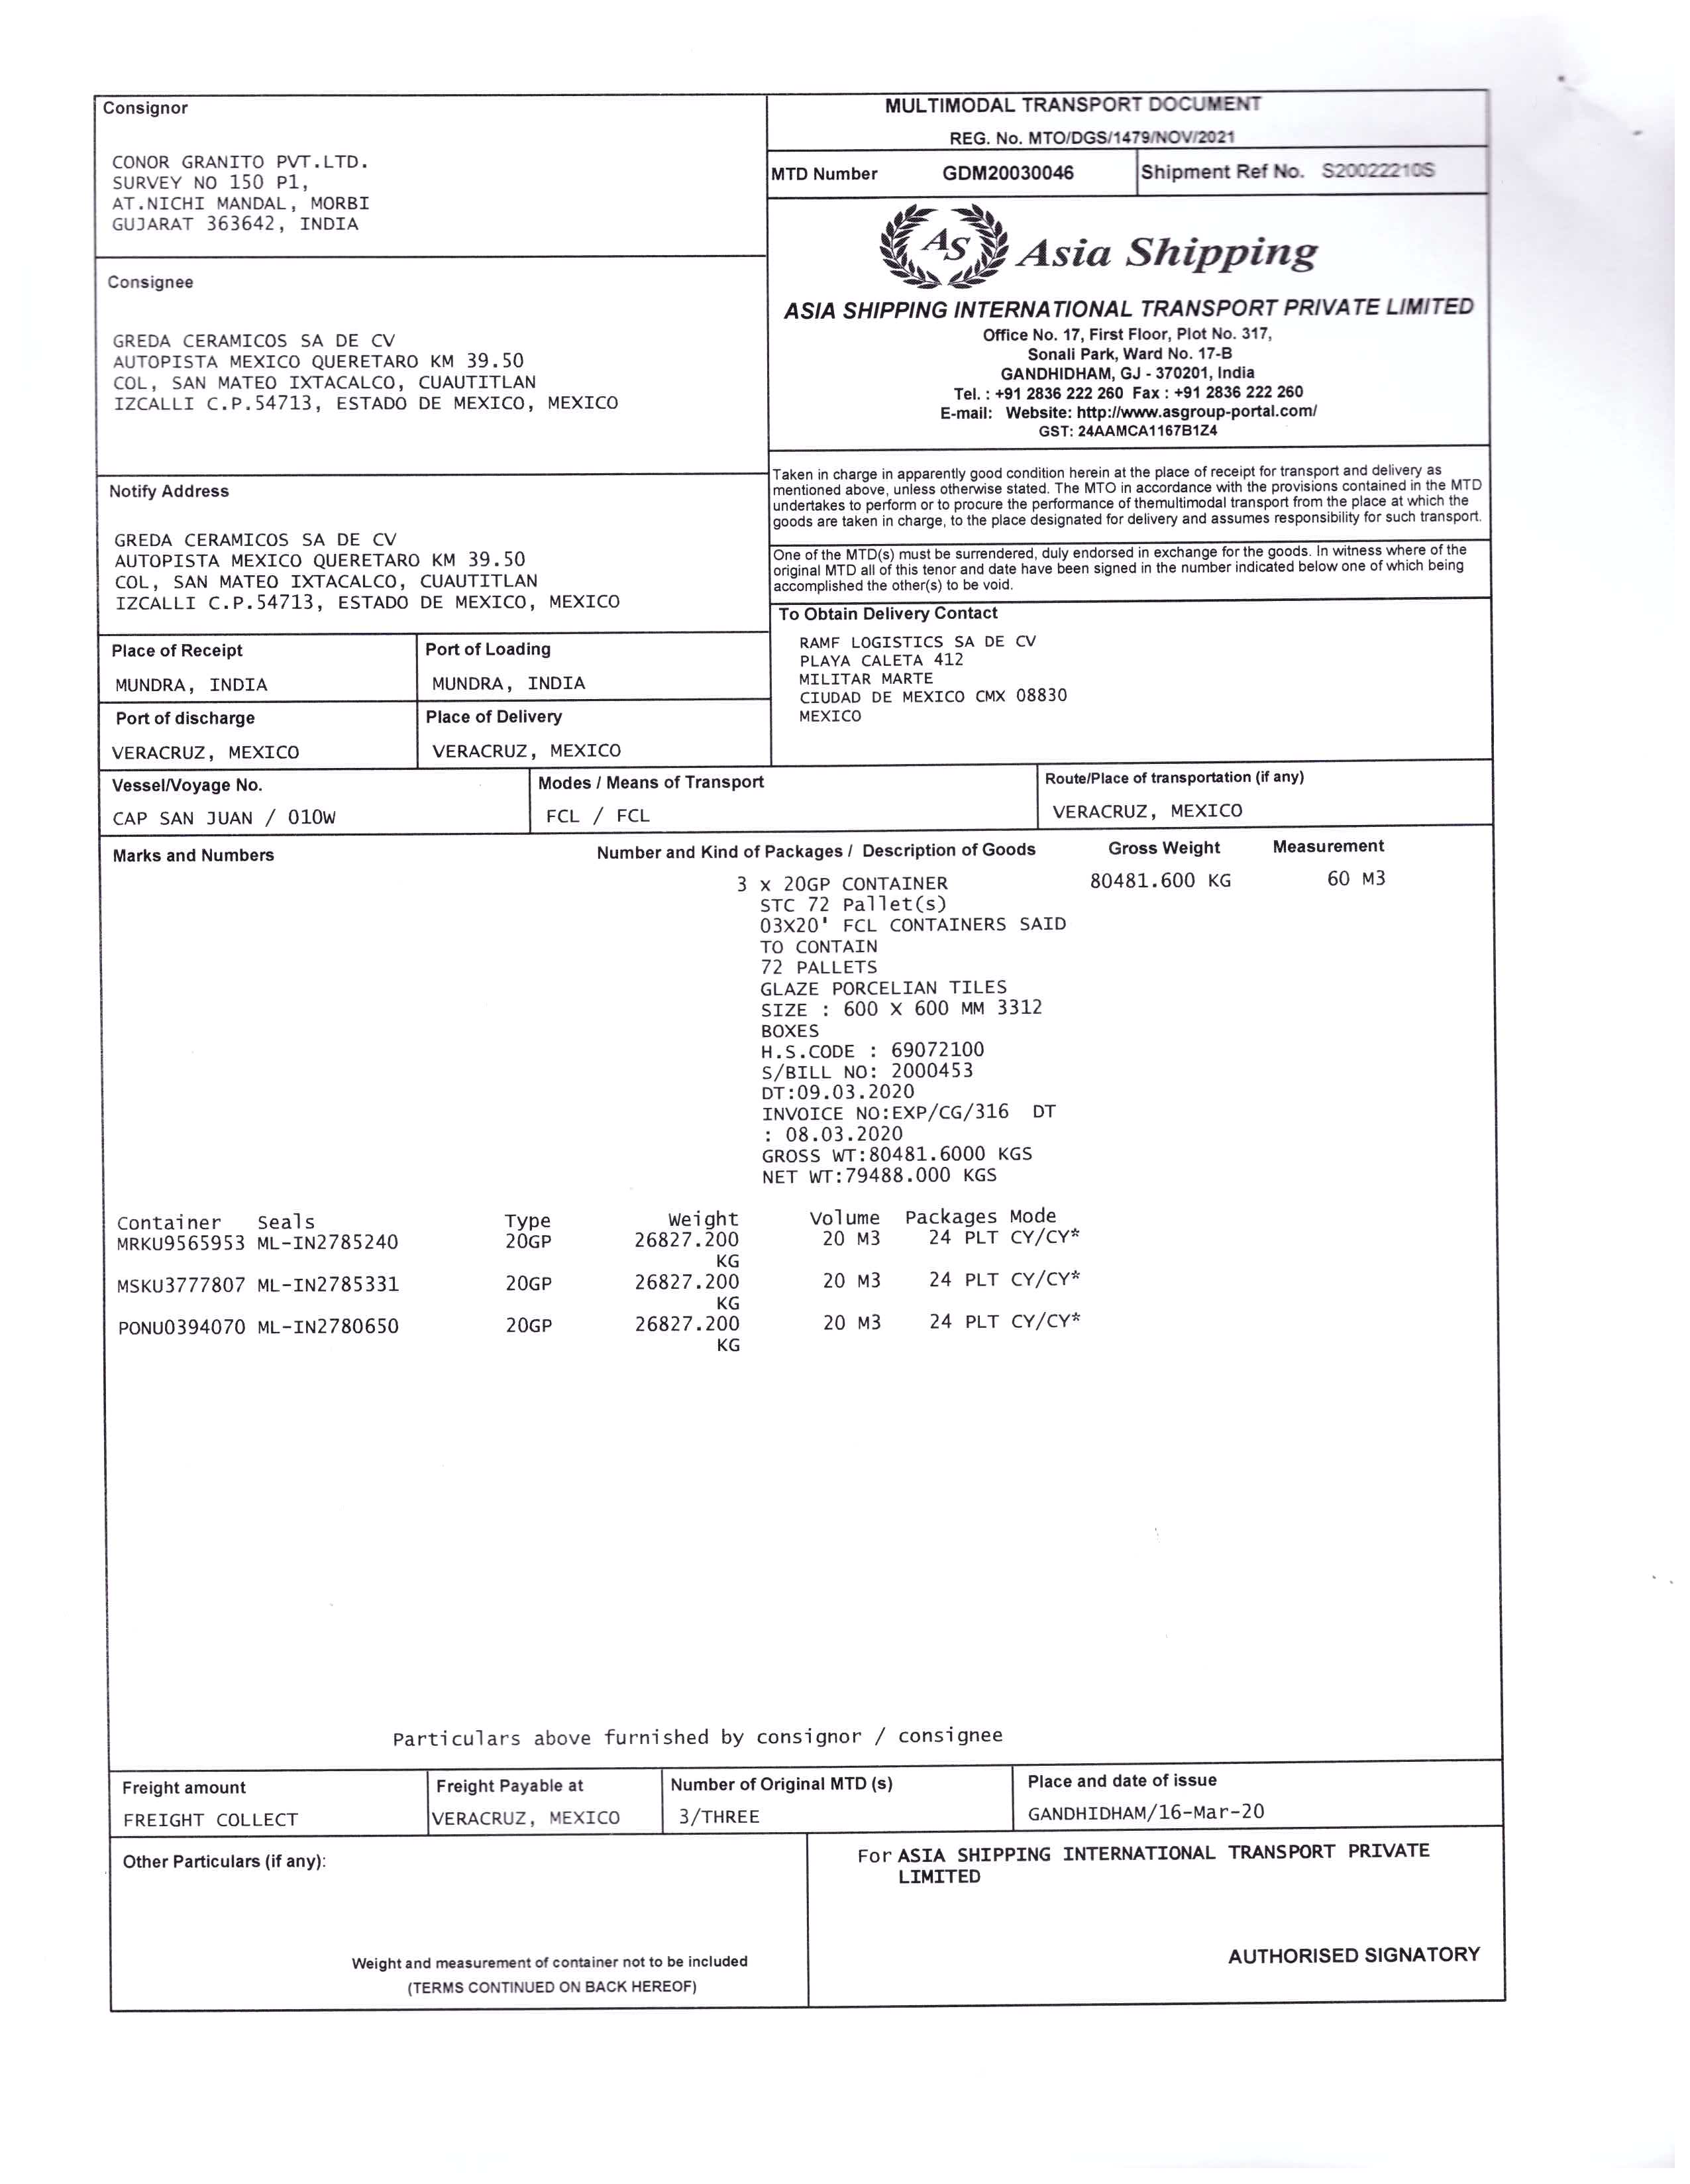 Consignor
CONOR GRANITO PVT.LTD.
SURVEY NO 150 P1,
AT.NICHI MANDAL, MORBI
GUJARAT 363642, INDIA
MULTIMODAL TRANSPORT DOCUMENT
REG. No. MTO/DGS/1479/NOV/2021
MTD Number GDM20030046 Shipment Ref No. S20022210S
AS Asia Shipping
ASIA SHIPPING INTERNATIONAL TRANSPORT PRIVATE LIMITED
Office No. 17, First Floor, Plot No. 317,
Sonali Park, Ward No. 17-B
GANDHIDHAM, GJ - 370201, India
Tel. : +91 2836 222 260 Fax : +91 2836 222 260
E-mail: Website: http://www.asgroup-portal.com/
GST: 24AAMCA1167B1Z4
Consignee
GREDA CERAMICOS SA DE CV
AUTOPISTA MEXICO QUERETARO KM 39.50
COL, SAN MATEO IXTACALCO, CUAUTITLAN
IZCALLI C.P.54713, ESTADO DE MEXICO, MEXICO
Notify Address
GREDA CERAMICOS SA DE CV
AUTOPISTA MEXICO QUERETARO KM 39.50
COL, SAN MATEO IXTACALCO, CUAUTITLAN
IZCALLI C.P.54713, ESTADO DE MEXICO, MEXICO
Taken in charge in apparently good condition herein at the place of receipt for transport and delivery as
mentioned above, unless otherwise stated. The MTO in accordance with the provisions contained in the MTD
undertakes to perform or to procure the performance of themultimodal transport from the place at which the
goods are taken in charge, to the place designated for delivery and assumes responsibility for such transport.
One of the MTD(s) must be surrendered, duly endorsed in exchange for the goods. In witness where of the
original MTD all of this tenor and date have been signed in the number indicated below one of which being
accomplished the other(s) to be void.
To Obtain Delivery Contact
RAMF LOGISTICS SA DE CV
PLAYA CALETA 412
MILITAR MARTE
CIUDAD DE MEXICO CMX 08830
MEXICO
Place of Receipt Port of Loading
MUNDRA, INDIA MUNDRA, INDIA
Port of discharge Place of Delivery
VERACRUZ, MEXICO VERACRUZ, MEXICO
Vessel/Voyage No. Modes / Means of Transport Route/Place of transportation (if any)
CAP SAN JUAN / 010W FCL / FCL VERACRUZ, MEXICO
Marks and Numbers Number and Kind of Packages / Description of Goods Gross Weight Measurement
3 x 20GP CONTAINER 80481.600 KG 60 M3
STC 72 Pallet(s)
03X20' FCL CONTAINERS SAID
TO CONTAIN
72 PALLETS
GLAZE PORCELIAN TILES
SIZE : 600 X 600 MM 3312
BOXES
H.S.CODE : 69072100
S/BILL NO: 2000453
DT:09.03.2020
INVOICE NO:EXP/CG/316 DT
: 08.03.2020
GROSS WT:80481.6000 KGS
NET WT:79488.000 KGS
Container Seals Type Weight Volume Packages Mode
MRKU9565953 ML-IN2785240 20GP 26827.200 20 M3 24 PLT CY/CY*
KG
MSKU3777807 ML-IN2785331 20GP 26827.200 20 M3 24 PLT CY/CY*
KG
PONU0394070 ML-IN2780650 20GP 26827.200 20 M3 24 PLT CY/CY*
KG
Particulars above furnished by consignor / consignee
Freight amount Freight Payable at Number of Original MTD (s) Place and date of issue
FREIGHT COLLECT VERACRUZ, MEXICO 3/THREE GANDHIDHAM/16-Mar-20
Other Particulars (if any):
Weight and measurement of container not to be included
(TERMS CONTINUED ON BACK HEREOF)
For ASIA SHIPPING INTERNATIONAL TRANSPORT PRIVATE
LIMITED
AUTHORISED SIGNATORY